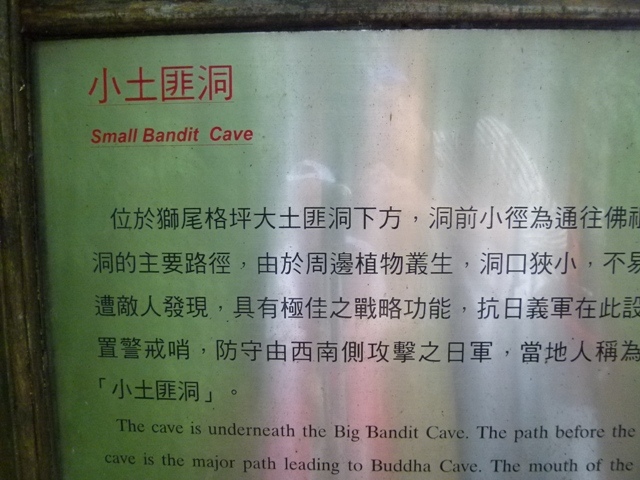 小土匪洞
Small Bandit Cave
位於獅尾格坪大土匪洞下方，洞前小徑為通往佛祖
洞的主要路徑，由於周邊植物叢生，洞口狹小，不易
遭敵人發現，具有極佳之戰略功能，抗日義軍在此設
置警戒哨，防守由西南側攻擊之日軍，當地人稱為
「小土匪洞」。
The cave is underneath the Big Bandit Cave. The path before the
cave is the major path leading to Buddha Cave. The mouth of the